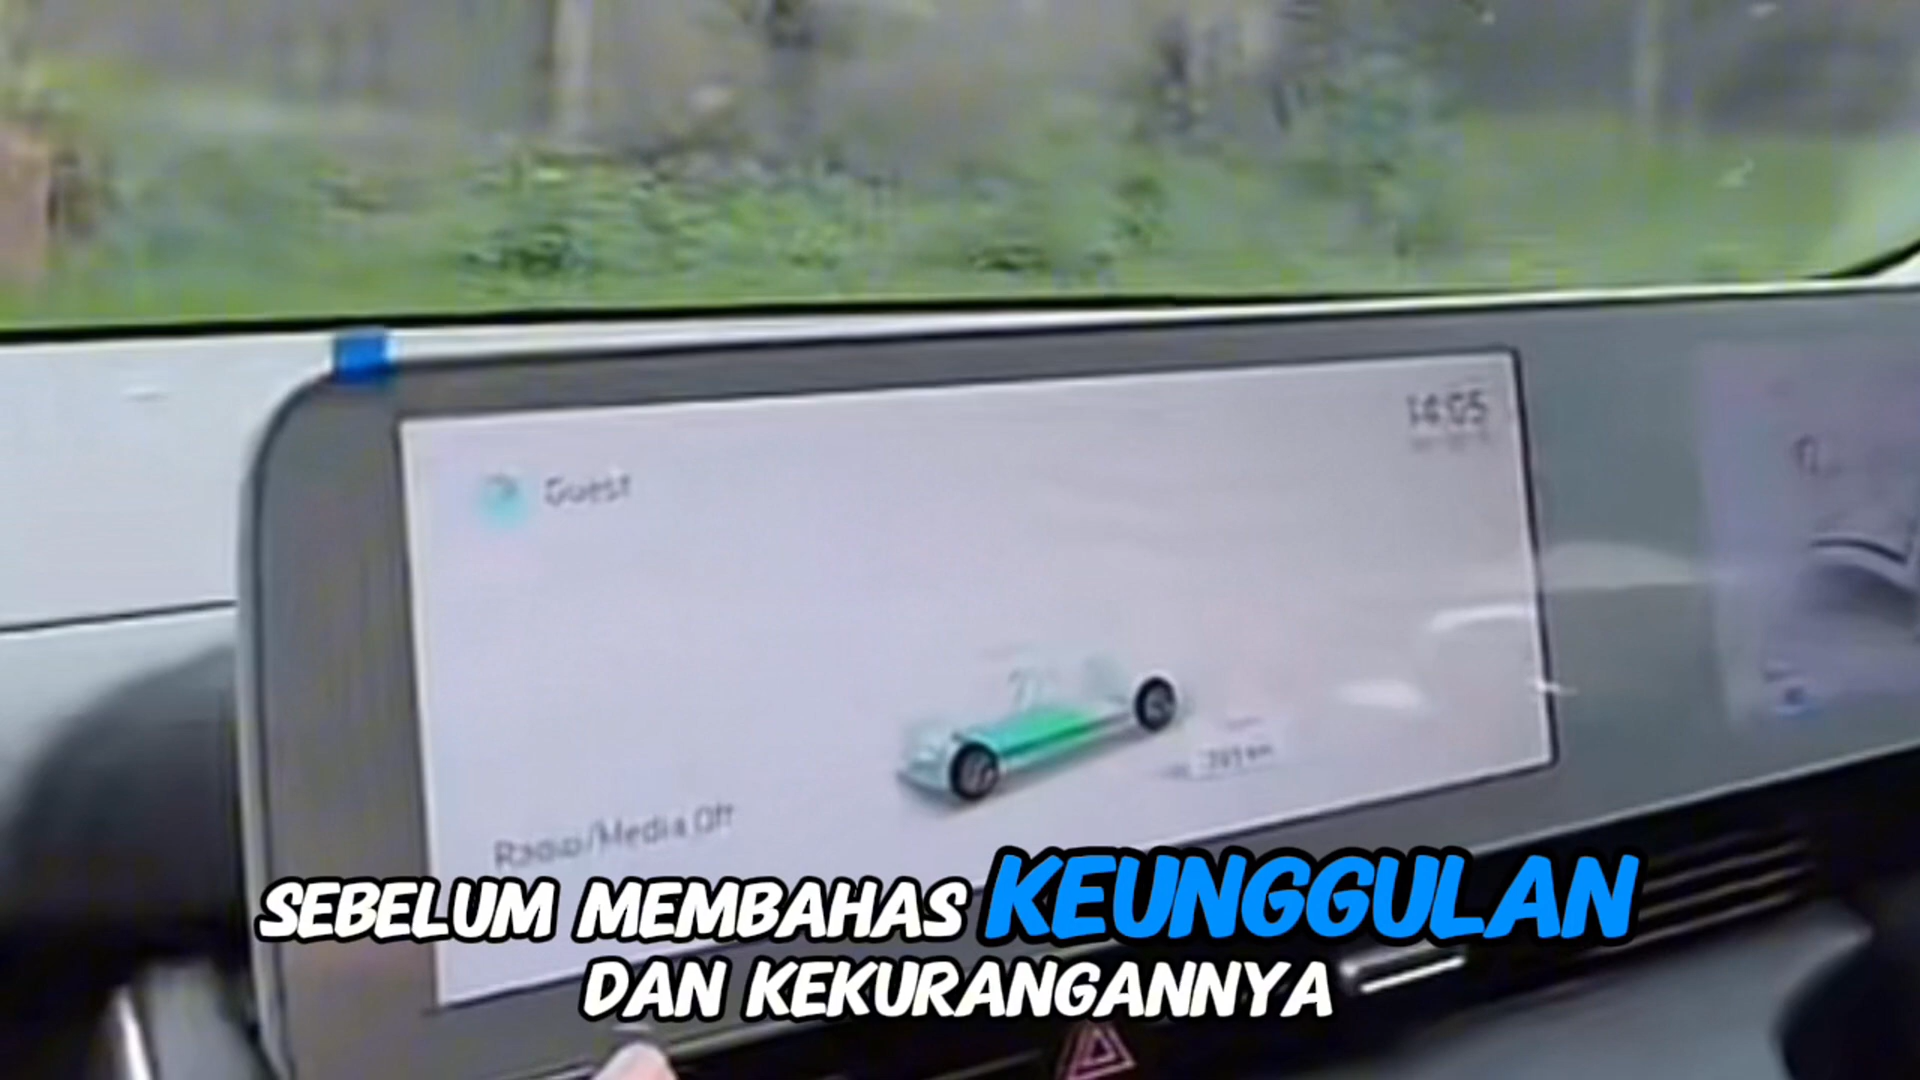 14:05
Guest
Radio/Media Off
SEBELUM MEMBAHAS KEUNGGULAN
DAN KEKURANGANNYA